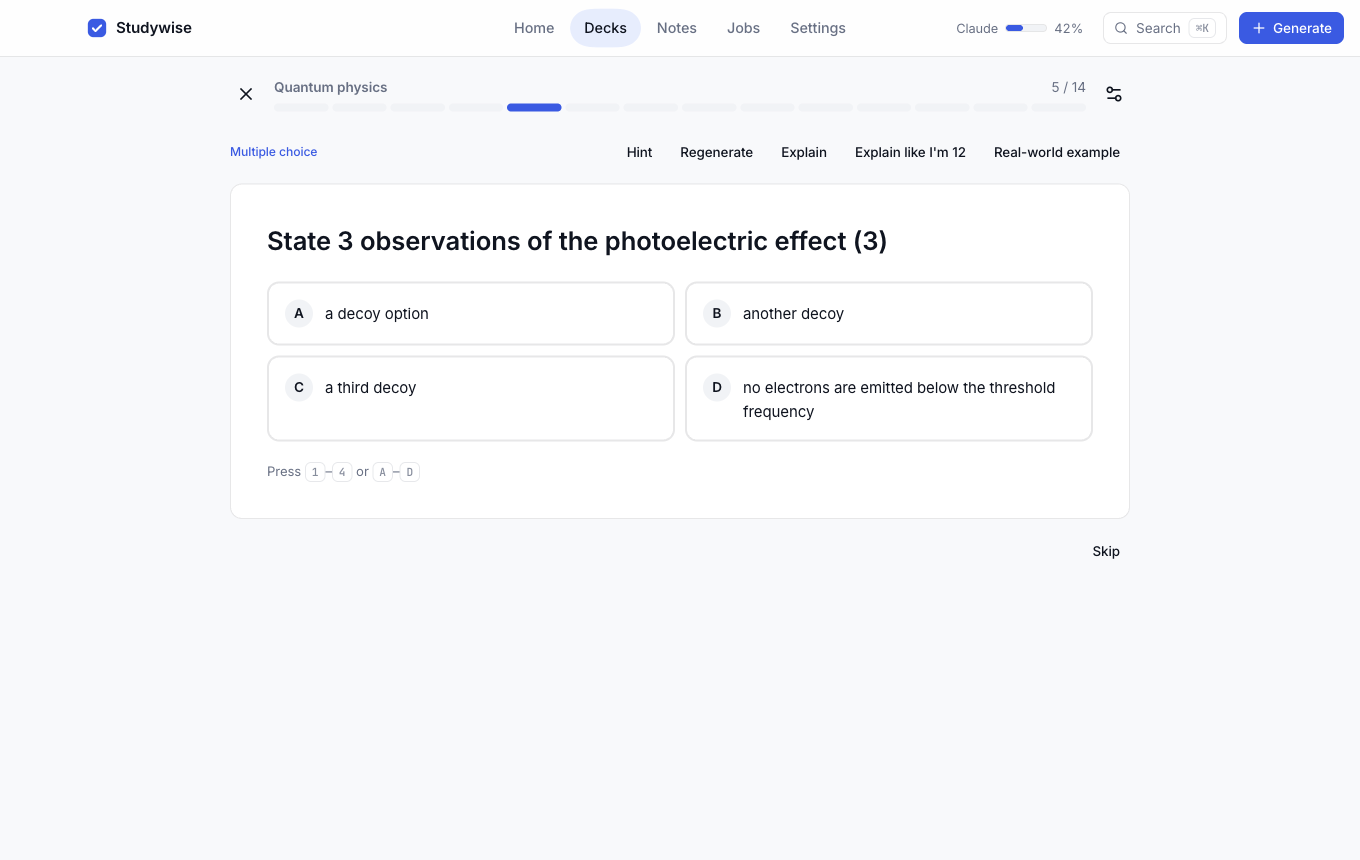 Studywise
Home Decks Notes Jobs Settings
Claude 42%
Search ⌘K
Generate
Quantum physics
5 / 14
Multiple choice
Hint Regenerate Explain Explain like I'm 12 Real-world example
State 3 observations of the photoelectric effect (3)
A a decoy option
B another decoy
C a third decoy
D no electrons are emitted below the threshold
frequency
Press 1–4 or A–D
Skip